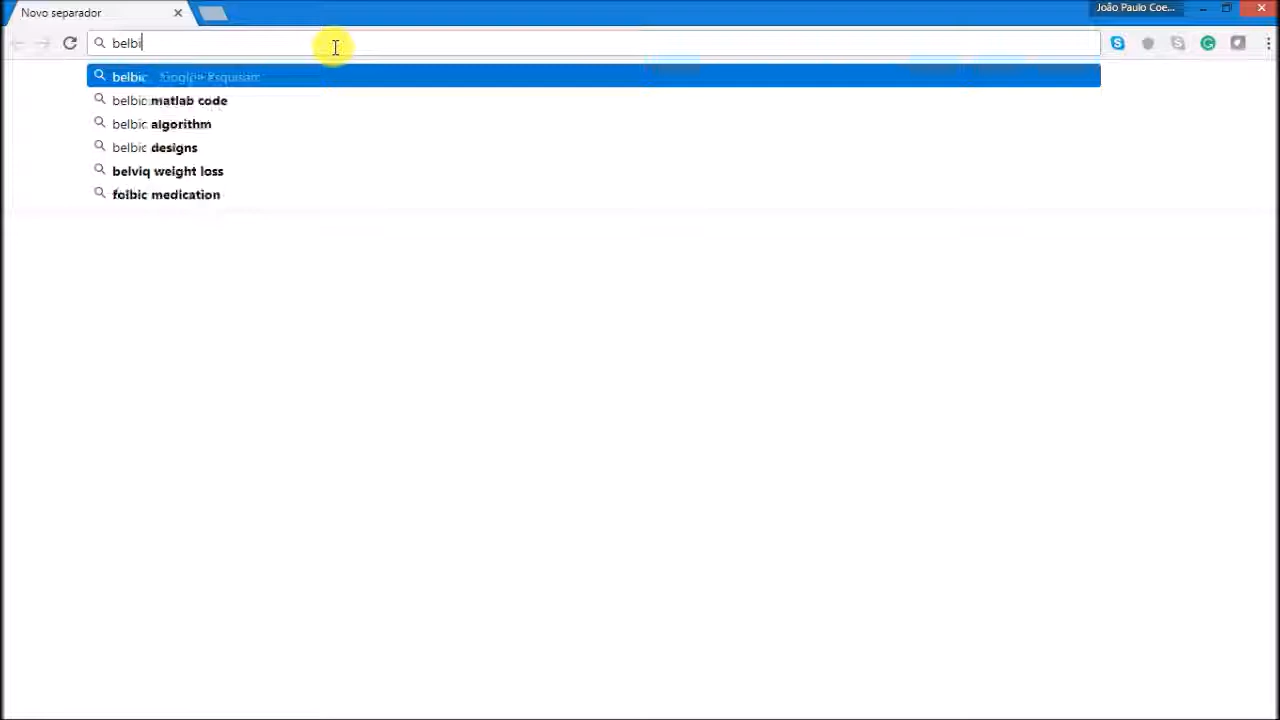 Novo separador
João Paulo Coe...
belbi
belbic
belbic matlab code
belbic algorithm
belbic designs
belviq weight loss
folbic medication